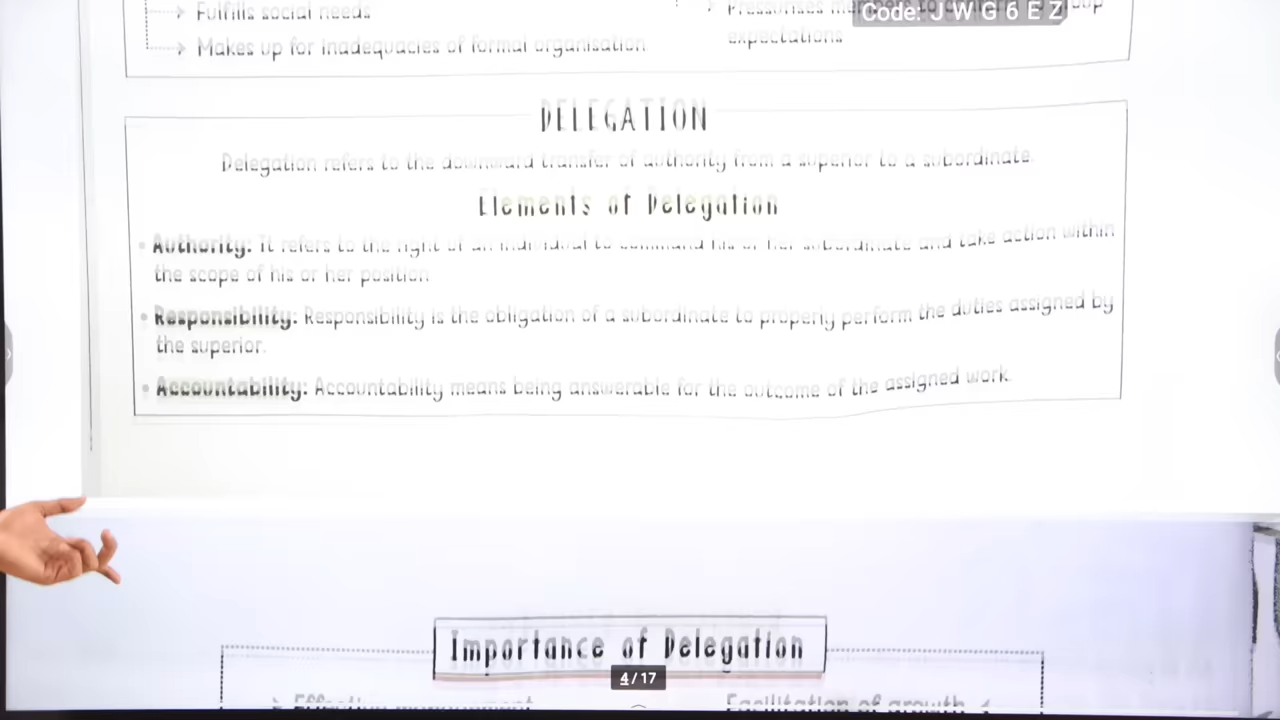 Fulfills social needs
Makes up for inadequacies of formal organisation
Pressurises
expectations
Code: J W G 6 E Z
DELEGATION
Delegation refers to the downward transfer of authority from a superior to a subordinate.
Elements of Delegation
• Authority: It refers to the right of an individual to command his or her subordinate and take action within
the scope of his or her position.
• Responsibility: Responsibility is the obligation of a subordinate to properly perform the duties assigned by
the superior.
• Accountability: Accountability means being answerable for the outcome of the assigned work.
Importance of Delegation
4 / 17
Facilitation of growth